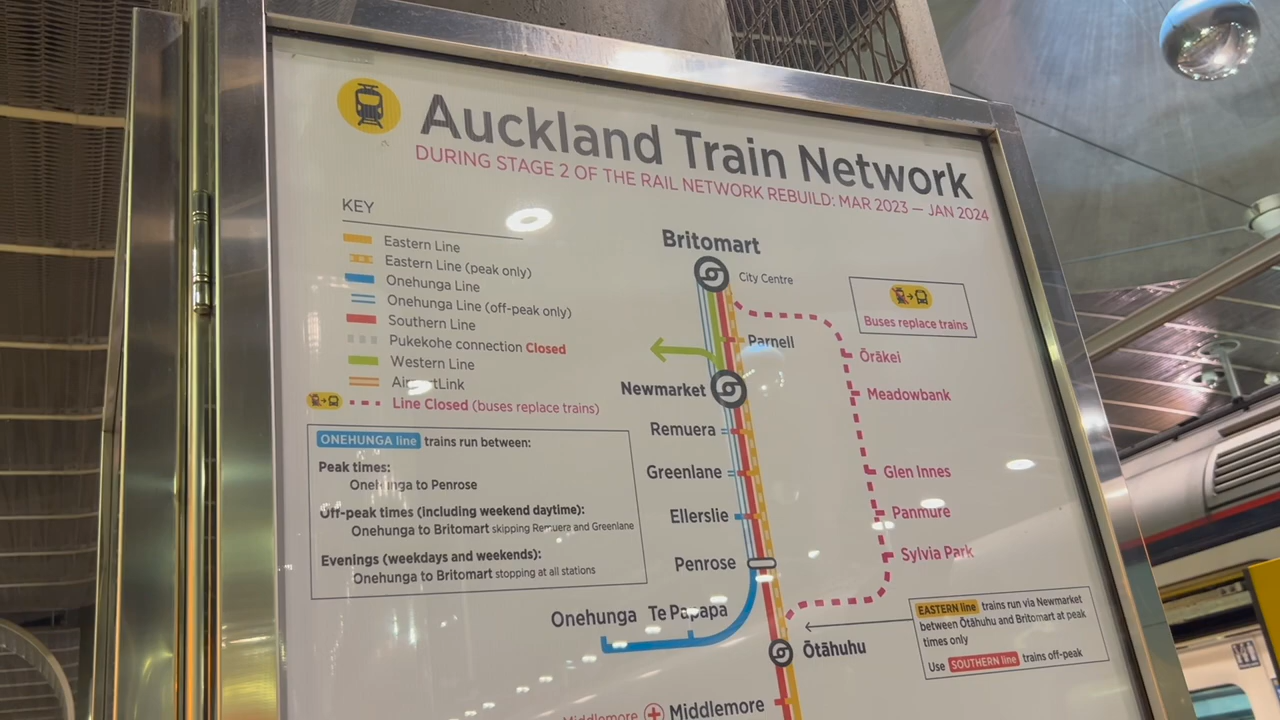 Auckland Train Network
DURING STAGE 2 OF THE RAIL NETWORK REBUILD: MAR 2023 — JAN 2024
KEY
Eastern Line
Eastern Line (peak only)
Onehunga Line
Onehunga Line (off-peak only)
Southern Line
Pukekohe connection Closed
Western Line
Line Closed (buses replace trains)
ONEHUNGA line trains run between:
Peak times:
Onehunga to Penrose
Off-peak times (including weekend daytime):
Onehunga to Britomart skipping Remuera and Greenlane
Evenings (weekdays and weekends):
Onehunga to Britomart stopping at all stations
Britomart
City Centre
Parnell
Newmarket
Remuera
Greenlane
Ellerslie
Penrose
Onehunga
Te Papapa
Ōtāhuhu
Middlemore
Middlemore
Buses replace trains
Ōrākei
Meadowbank
Glen Innes
Panmure
Sylvia Park
EASTERN line trains run via Newmarket
between Ōtāhuhu and Britomart at peak
times only
Use SOUTHERN line trains off-peak